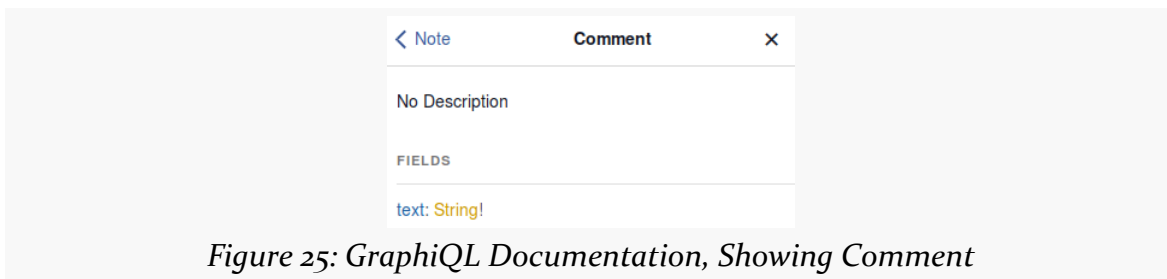 Note Comment ×
No Description
FIELDS
text: String!
Figure 25: GraphiQL Documentation, Showing Comment